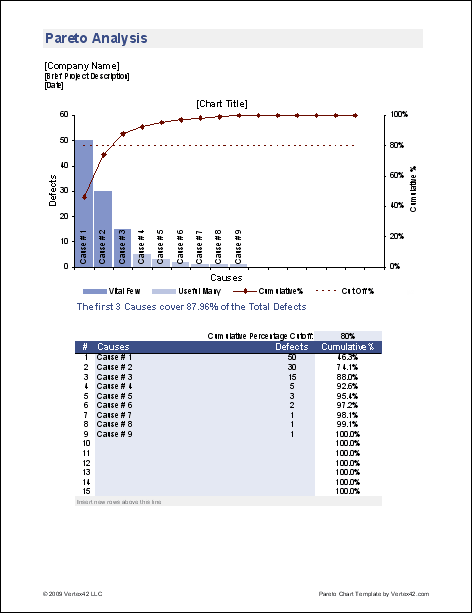 Pareto Analysis
[Company Name]
[Brief Project Description]
[Date]
[Chart Title]
60
50
40
30
20
10
0
Defects
100%
80%
60%
40%
20%
0%
Cumulative %
Cause # 1
Cause # 2
Cause # 3
Cause # 4
Cause # 5
Cause # 6
Cause # 7
Cause # 8
Cause # 9
Causes
Vital Few Useful Many Cumulative% Cut Off %
The first 3 Causes cover 87.96% of the Total Defects
Cumulative Percentage Cutoff: 80%
# Causes Defects Cumulative %
1 Cause # 1 50 46.3%
2 Cause # 2 30 74.1%
3 Cause # 3 15 88.0%
4 Cause # 4 5 92.6%
5 Cause # 5 3 95.4%
6 Cause # 6 2 97.2%
7 Cause # 7 1 98.1%
8 Cause # 8 1 99.1%
9 Cause # 9 1 100.0%
10 100.0%
11 100.0%
12 100.0%
13 100.0%
14 100.0%
15 100.0%
Insert new rows above this line
© 2009 Vertex42 LLC Pareto Chart Template by Vertex42.com